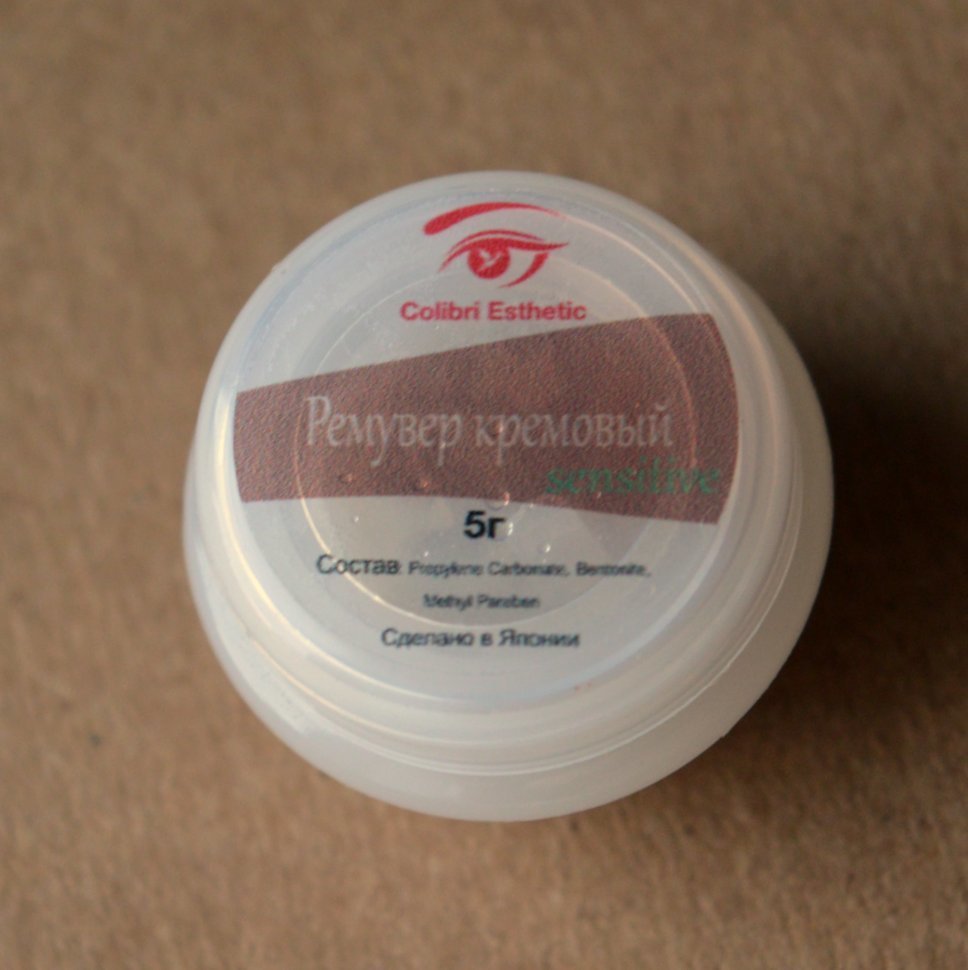 Colibri Esthetic
Ремувер кремовый
sensitive
5г
Состав: Propylene Carbonate, Bentonite,
Methyl Paraben
Сделано в Японии